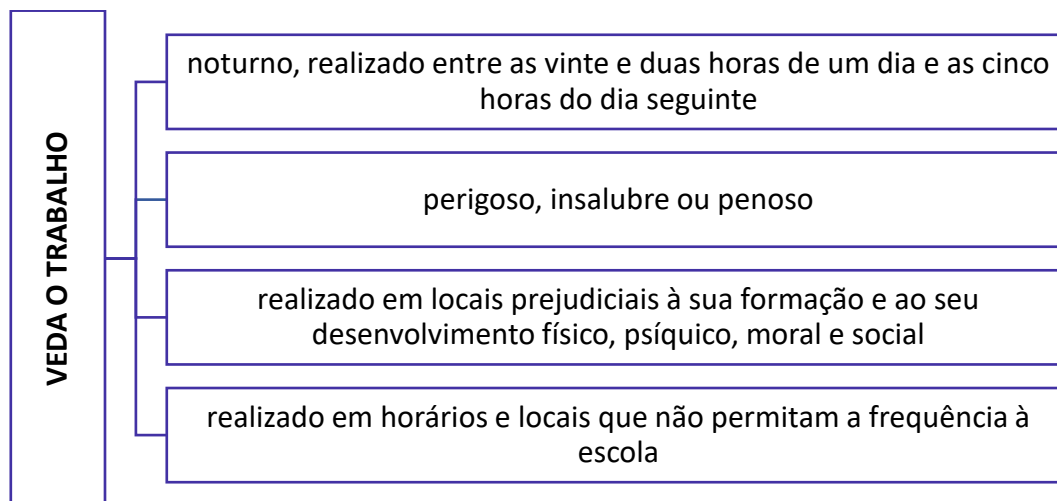 VEDA O TRABALHO
noturno, realizado entre as vinte e duas horas de um dia e as cinco
horas do dia seguinte
perigoso, insalubre ou penoso
realizado em locais prejudiciais à sua formação e ao seu
desenvolvimento físico, psíquico, moral e social
realizado em horários e locais que não permitam a frequência à
escola